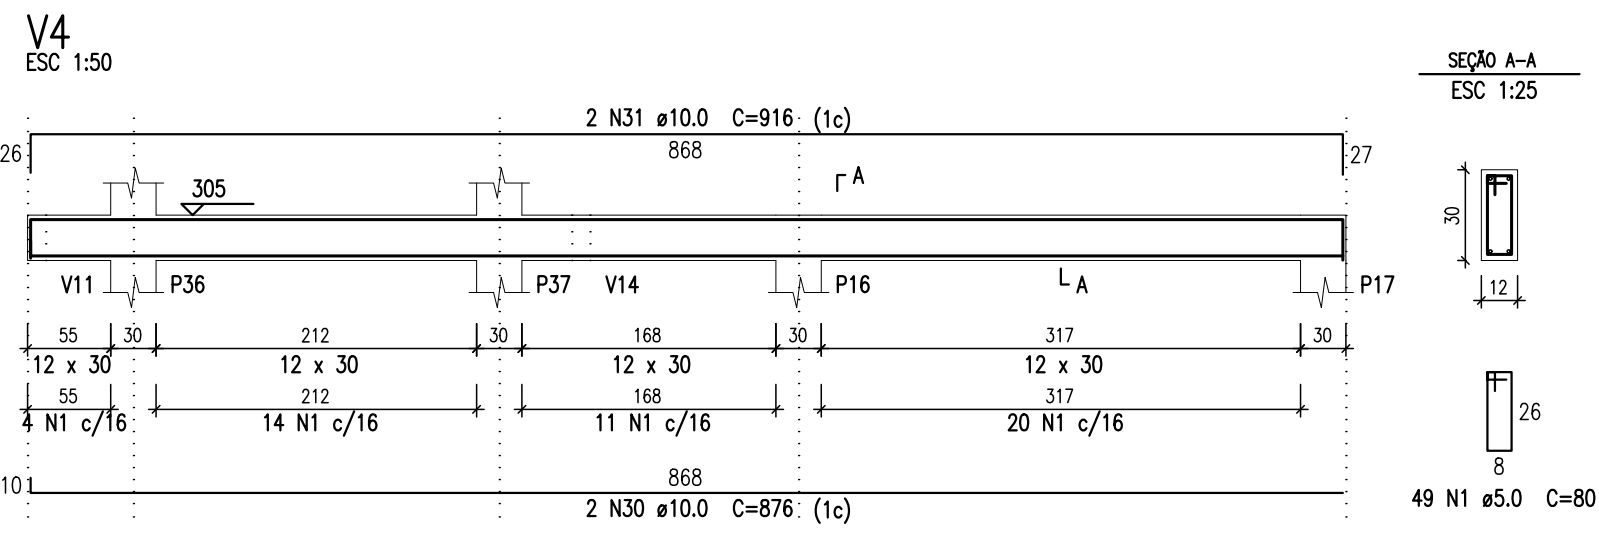 V4
ESC 1:50
SEÇÃO A-A
ESC 1:25
2 N31 ø10.0 C=916 (1c)
26 868 27
A
305
30
V11 P36 P37 V14 P16 A P17
12
55 30 212 30 168 30 317 30
12 x 30 12 x 30 12 x 30 12 x 30
55 212 168 317
4 N1 c/16 14 N1 c/16 11 N1 c/16 20 N1 c/16
26
8
10 868
49 N1 ø5.0 C=80
2 N30 ø10.0 C=876 (1c)